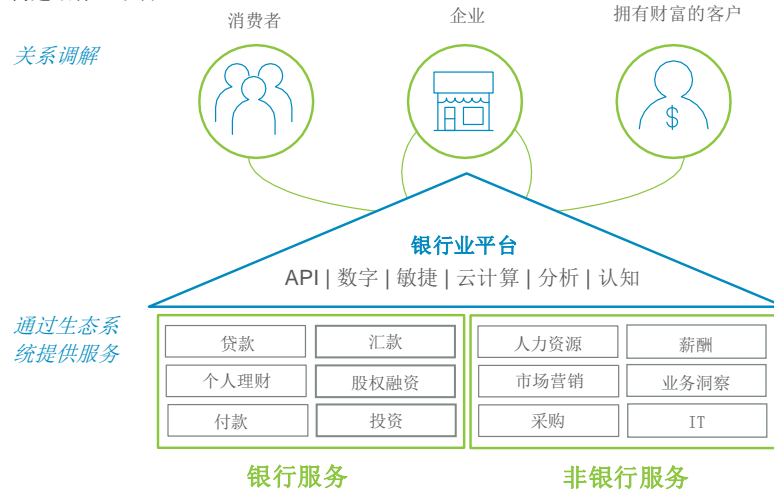 消费者
企业
拥有财富的客户
关系调解
$
银行业平台
API | 数字 | 敏捷 | 云计算 | 分析 | 认知
通过生态系
统提供服务
贷款
汇款
人力资源
薪酬
个人理财
股权融资
市场营销
业务洞察
付款
投资
采购
IT
银行服务
非银行服务